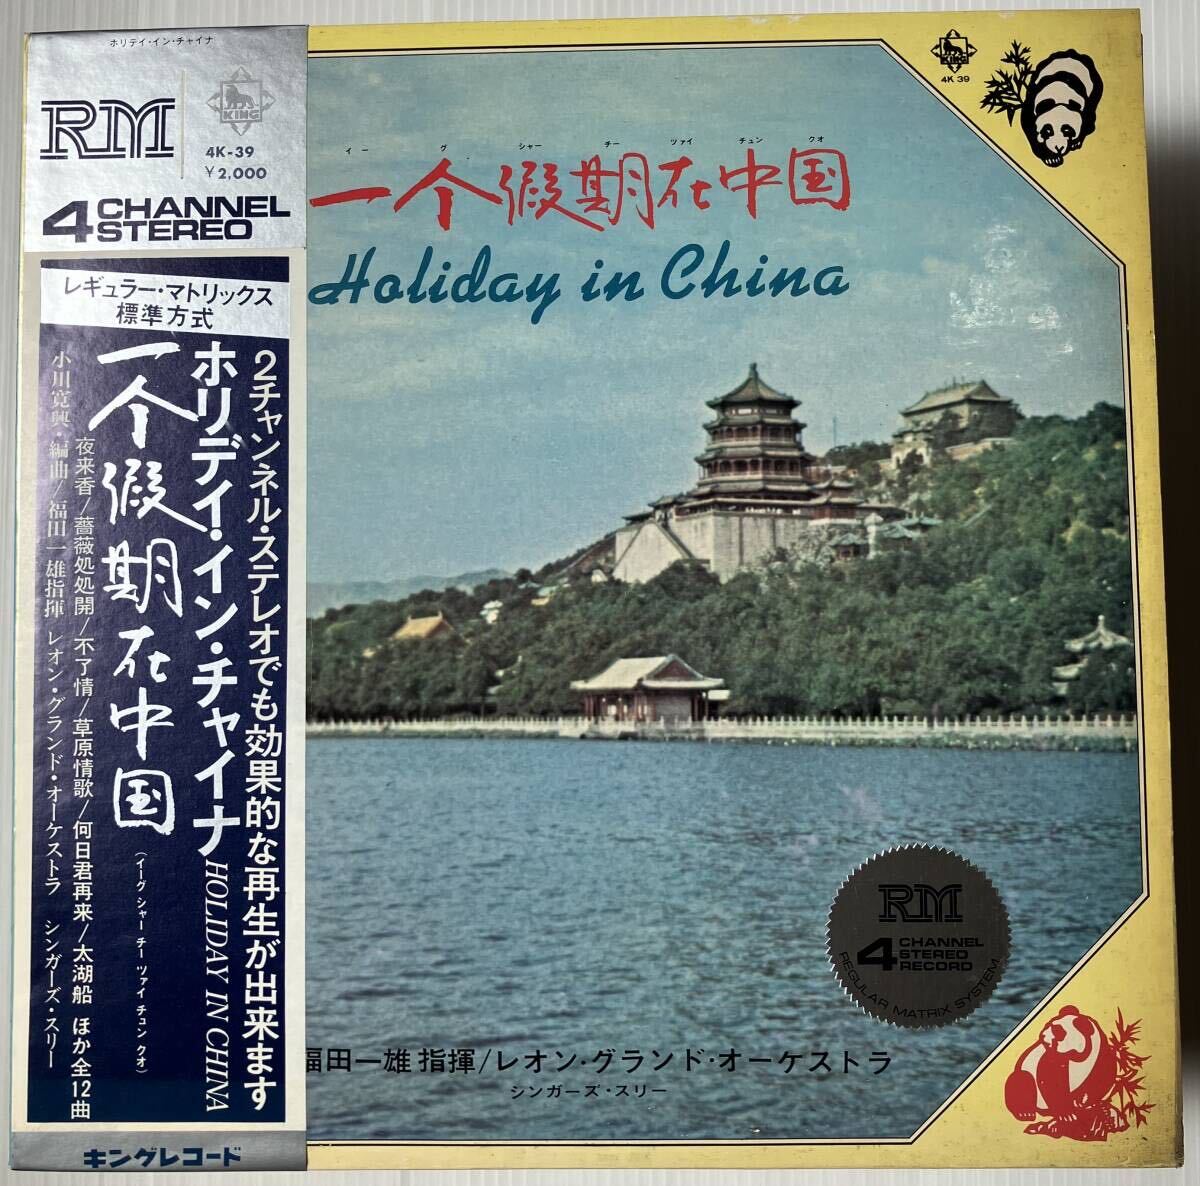 ホリデイ・イン・チャイナ
RM
KING
4K-39
￥2,000
4 CHANNEL STEREO
レギュラー・マトリックス
標準方式
2チャンネル・ステレオでも効果的な再生が出来ます
ホリデイ・イン・チャイナ HOLIDAY IN CHINA
一个假期在中国
(イーグ シャー チー ツァイ チュン クオ)
夜来香/薔薇処処開/不了情/草原情歌/何日君再来/太湖船 ほか全12曲
小川寛興・編曲/福田一雄指揮 レオン・グランド・オーケストラ シンガーズ・スリー
キングレコード
KING
4K 39
イー グ シャー チー ツァイ チュン クオ
一个假期在中国
Holiday in China
RM
4 CHANNEL STEREO RECORD
REGULAR MATRIX SYSTEM
福田一雄 指揮/レオン・グランド・オーケストラ
シンガーズ・スリー